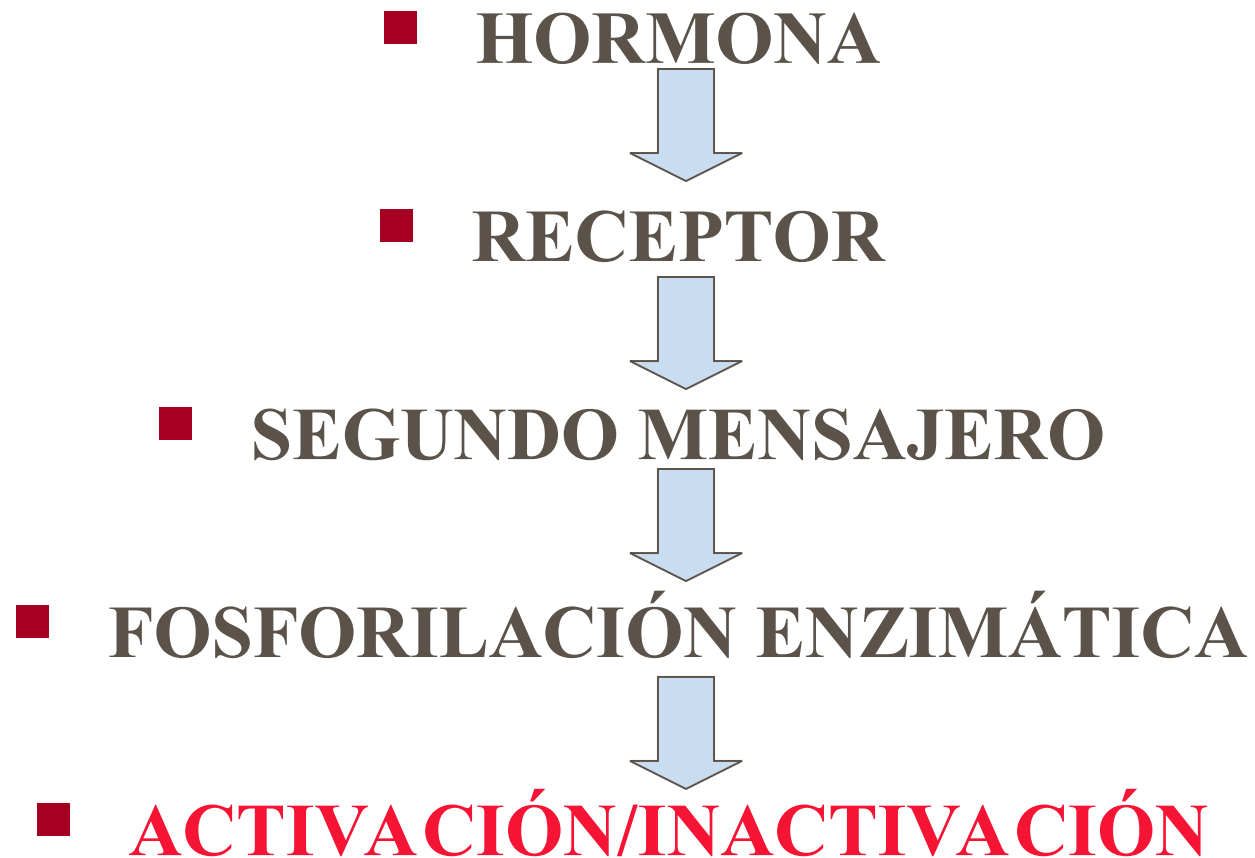 HORMONA
RECEPTOR
SEGUNDO MENSAJERO
FOSFORILACIÓN ENZIMÁTICA
ACTIVACIÓN/INACTIVACIÓN